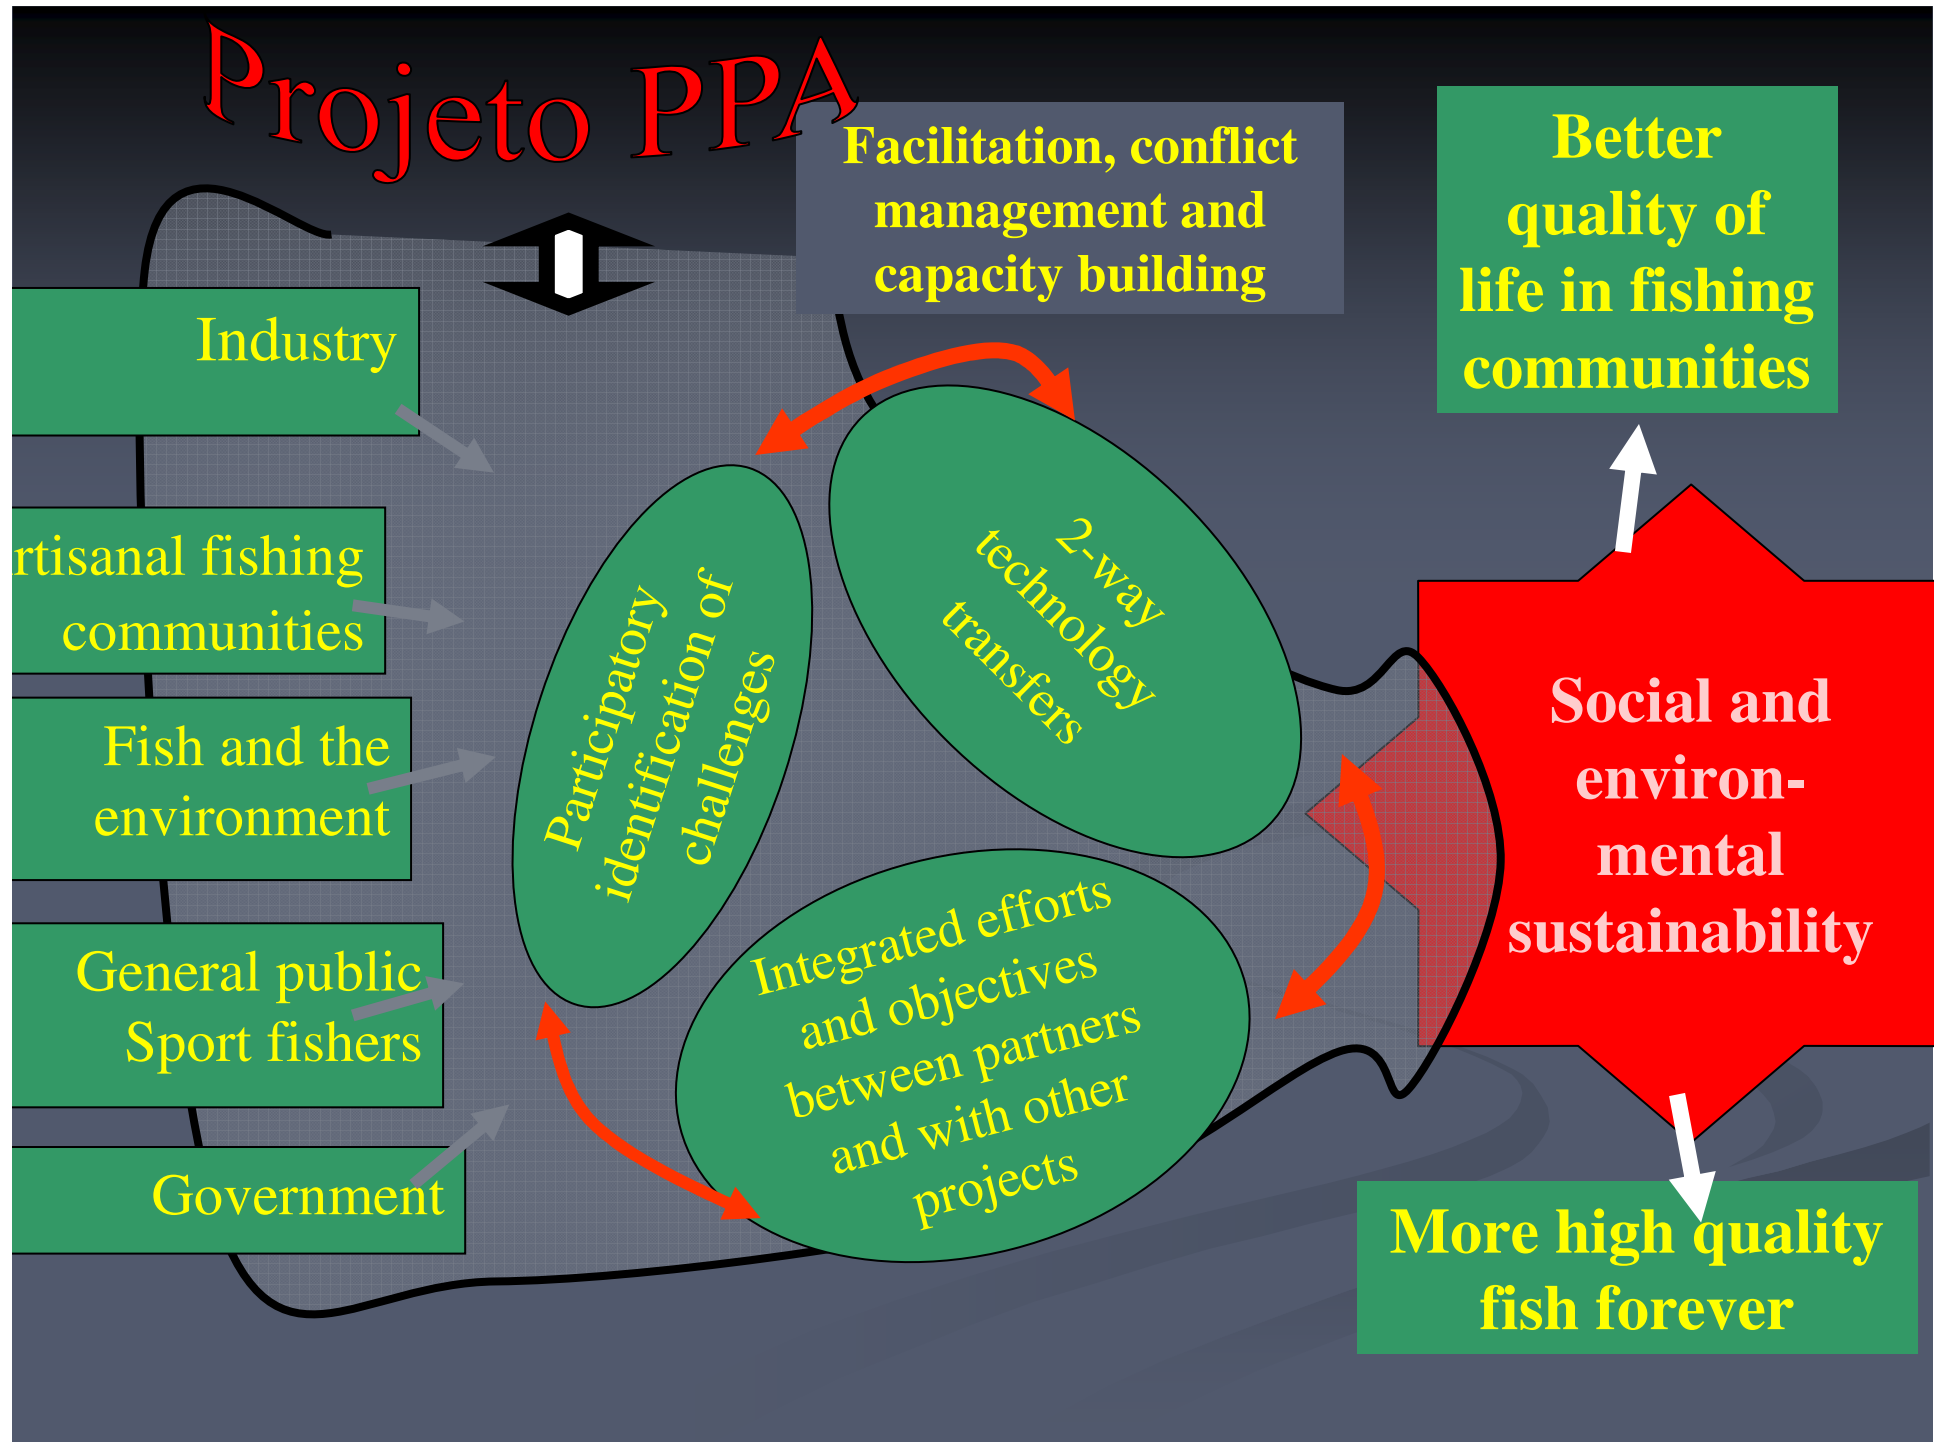 Projeto PPA
Facilitation, conflict
management and
capacity building
Better
quality of
life in fishing
communities
Industry
rtisanal fishing
communities
Fish and the
environment
General public
Sport fishers
Government
Participatory
identification of
challenges
2-way
technology
transfers
Integrated efforts
and objectives
between partners
and with other
projects
Social and
environ-
mental
sustainability
More high quality
fish forever